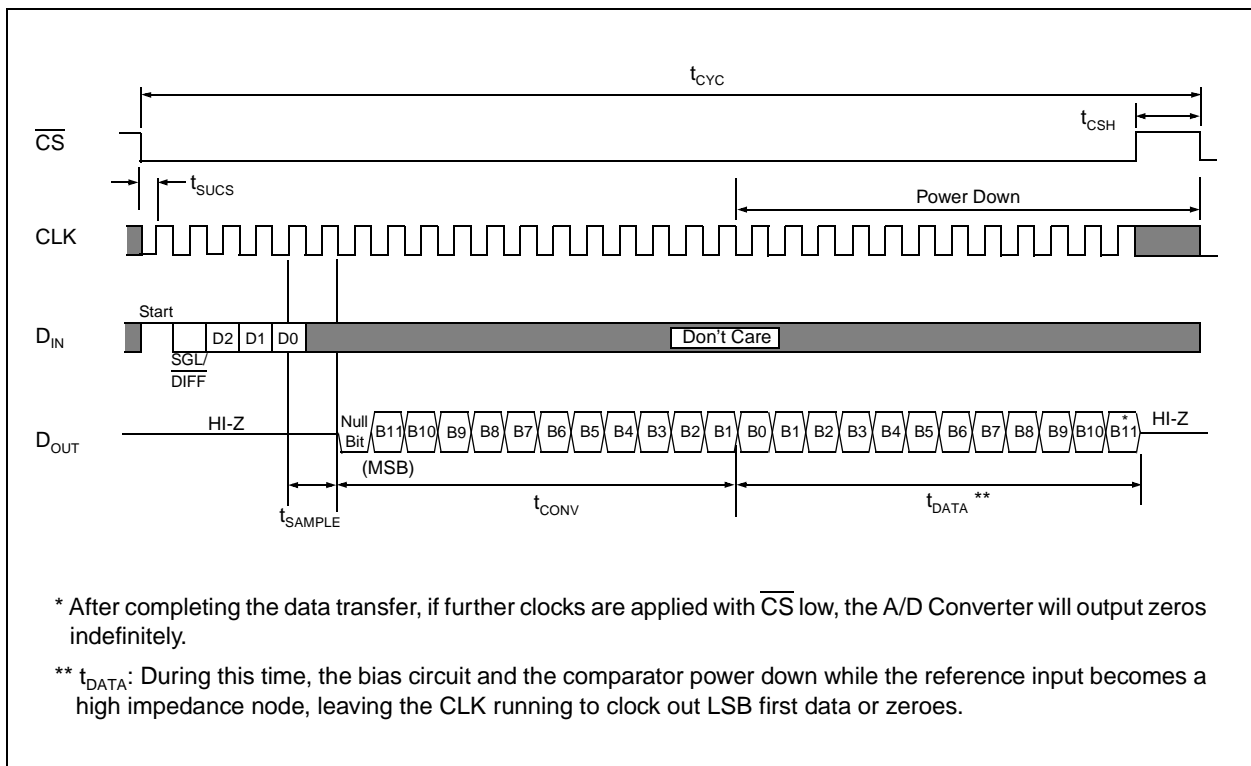 tCYC
tCSH
CS
tSUCS
Power Down
CLK
Start
DIN
D2 D1 D0
Don't Care
SGL/
DIFF
HI-Z
Null
Bit
B11 B10 B9 B8 B7 B6 B5 B4 B3 B2 B1 B0 B1 B2 B3 B4 B5 B6 B7 B8 B9 B10 B11
*
HI-Z
DOUT
(MSB)
tSAMPLE
tCONV
tDATA **
* After completing the data transfer, if further clocks are applied with CS low, the A/D Converter will output zeros
indefinitely.
** tDATA: During this time, the bias circuit and the comparator power down while the reference input becomes a
high impedance node, leaving the CLK running to clock out LSB first data or zeroes.